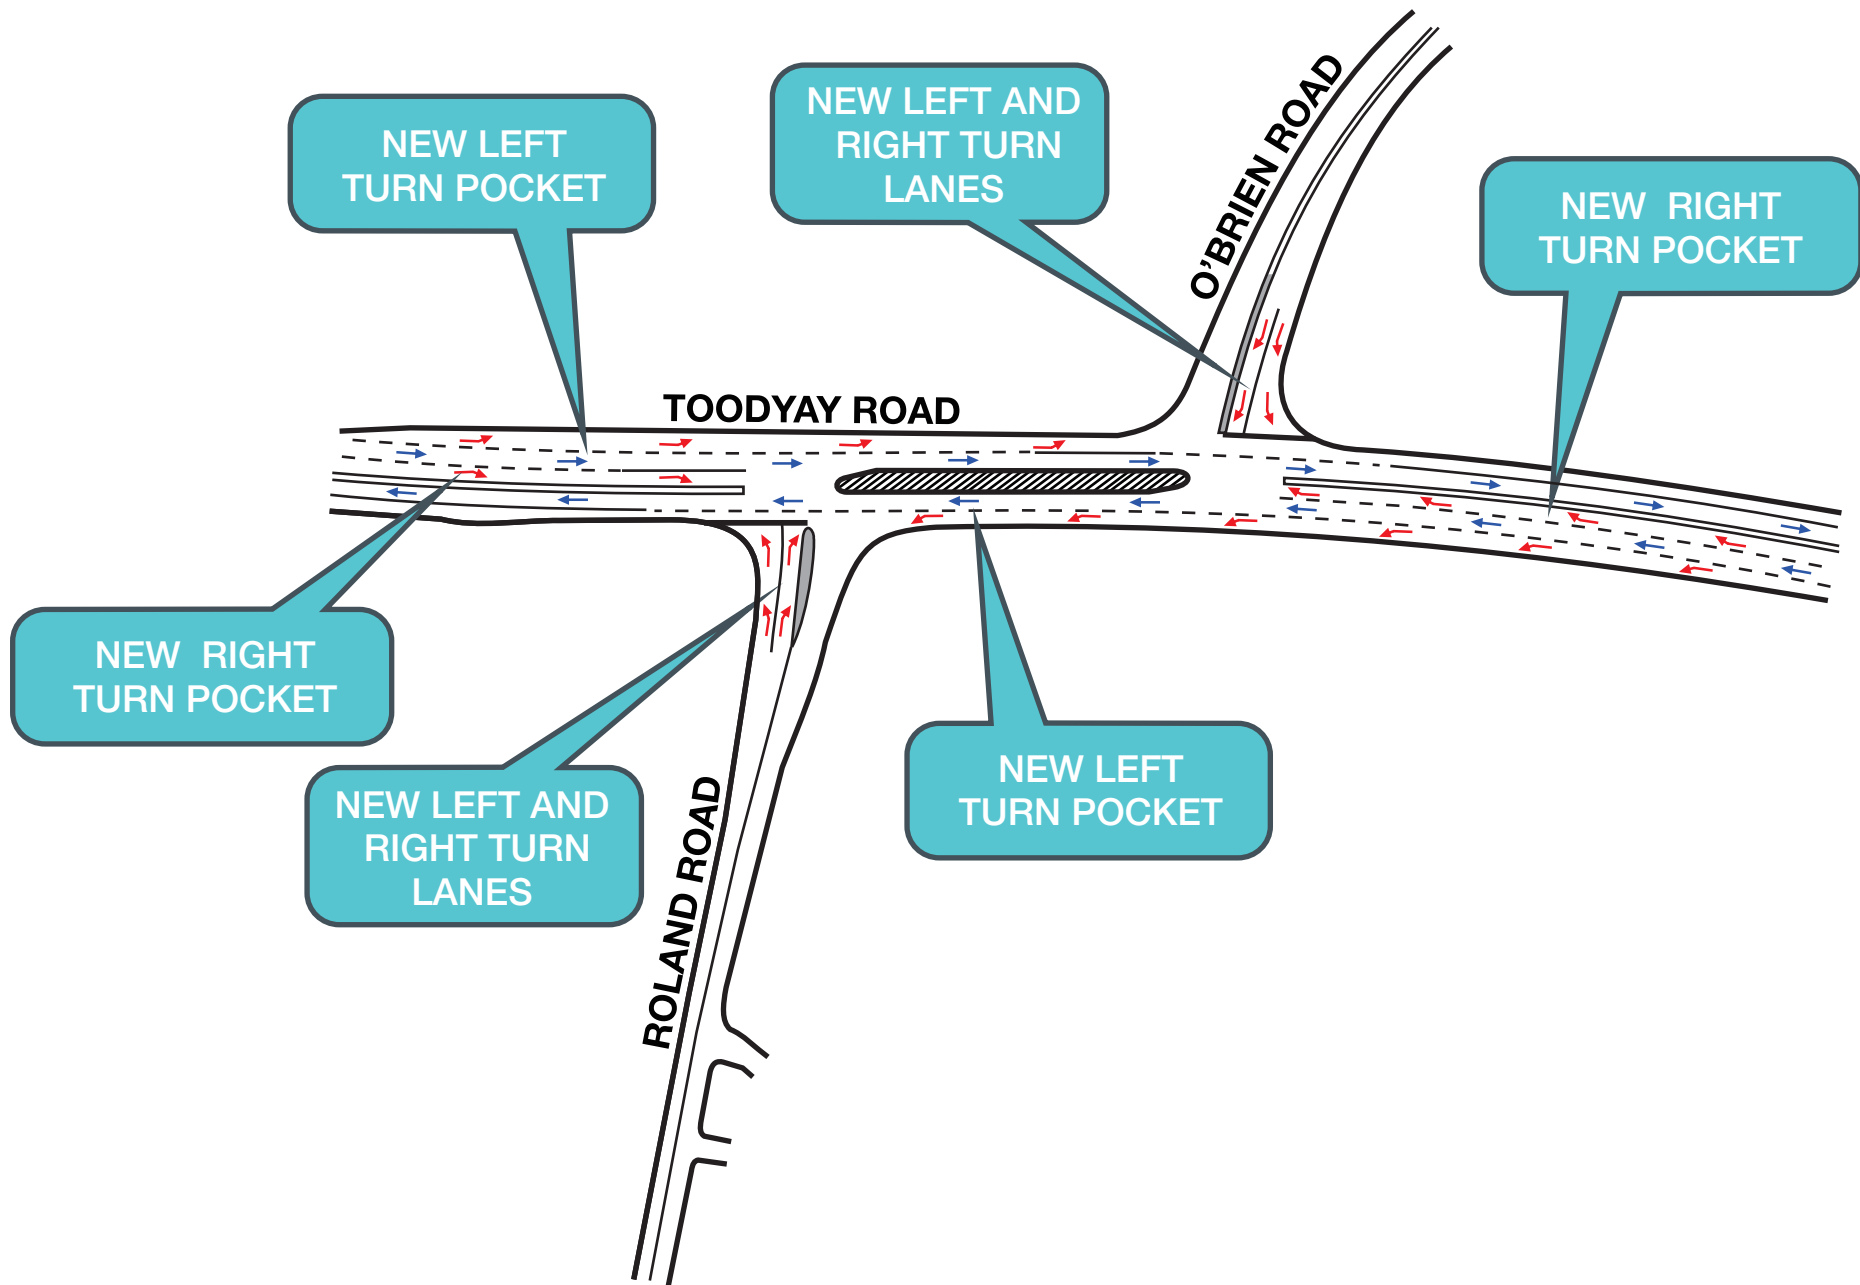 NEW LEFT
TURN POCKET
NEW LEFT AND
RIGHT TURN
LANES
O'BRIEN ROAD
NEW RIGHT
TURN POCKET
TOODYAY ROAD
NEW RIGHT
TURN POCKET
NEW LEFT AND
RIGHT TURN
LANES
ROLAND ROAD
NEW LEFT
TURN POCKET